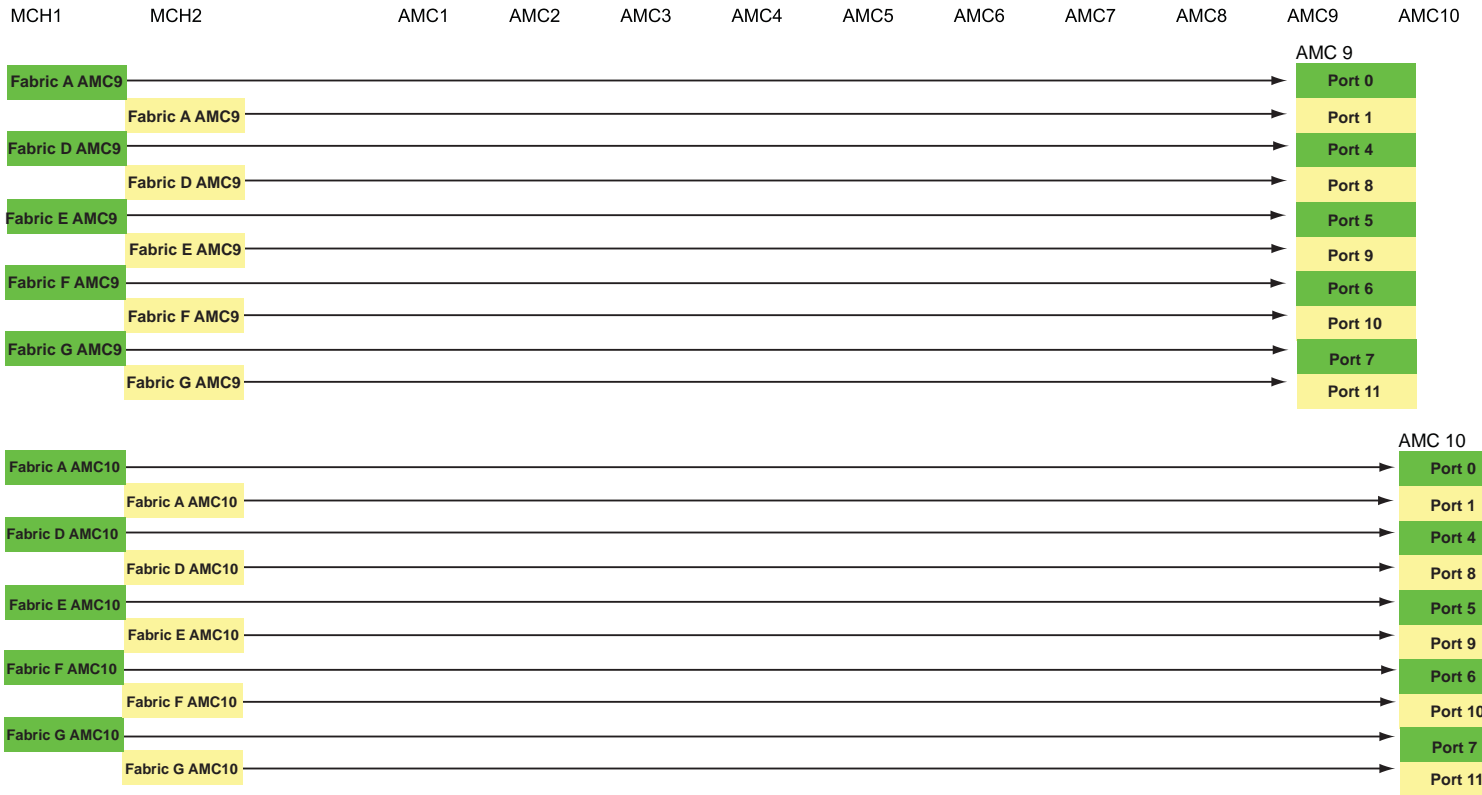 MCH1 MCH2 AMC1 AMC2 AMC3 AMC4 AMC5 AMC6 AMC7 AMC8 AMC9 AMC10
AMC 9
Fabric A AMC9 Port 0
Fabric A AMC9 Port 1
Fabric D AMC9 Port 4
Fabric D AMC9 Port 8
Fabric E AMC9 Port 5
Fabric E AMC9 Port 9
Fabric F AMC9 Port 6
Fabric F AMC9 Port 10
Fabric G AMC9 Port 7
Fabric G AMC9 Port 11
AMC 10
Fabric A AMC10 Port 0
Fabric A AMC10 Port 1
Fabric D AMC10 Port 4
Fabric D AMC10 Port 8
Fabric E AMC10 Port 5
Fabric E AMC10 Port 9
Fabric F AMC10 Port 6
Fabric F AMC10 Port 10
Fabric G AMC10 Port 7
Fabric G AMC10 Port 11